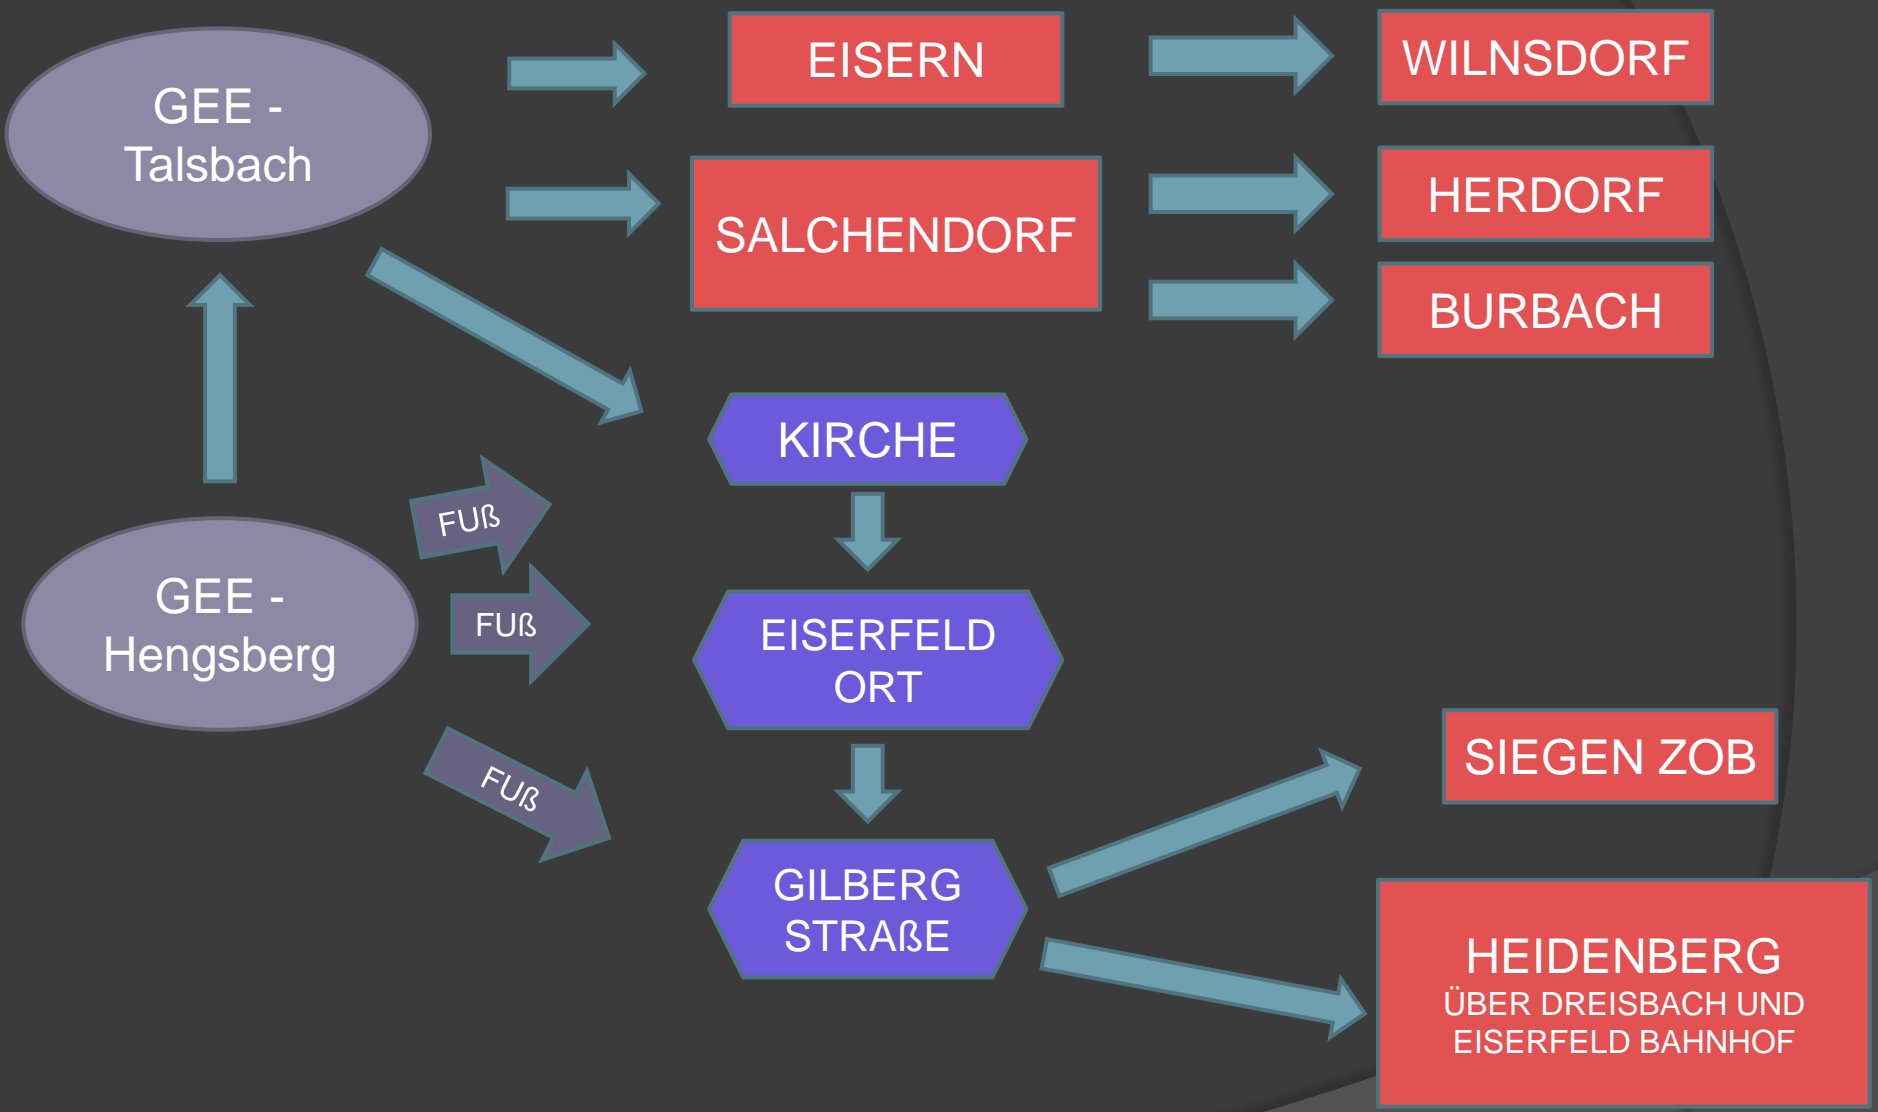 GEE -
Talsbach
EISERN
WILNSDORF
SALCHENDORF
HERDORF
BURBACH
KIRCHE
FUß
GEE -
Hengsberg
FUß
EISERFELD
ORT
FUß
GILBERG
STRAßE
SIEGEN ZOB
HEIDENBERG
ÜBER DREISBACH UND
EISERFELD BAHNHOF